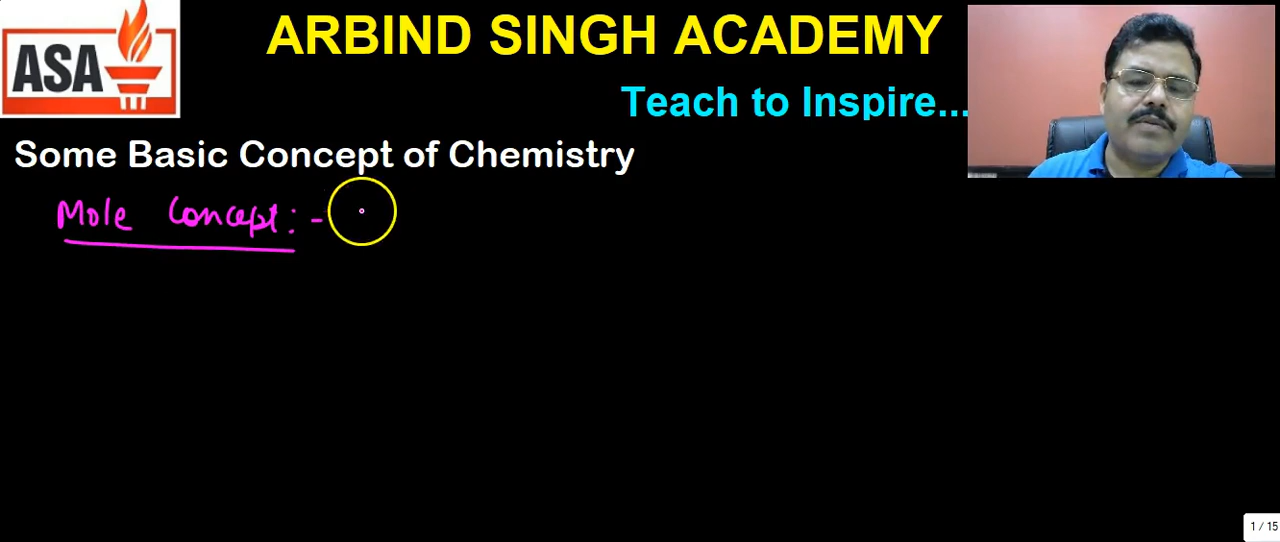 ASA
ARBIND SINGH ACADEMY
Teach to Inspire...
Some Basic Concept of Chemistry
Mole Concept:-
1 / 15